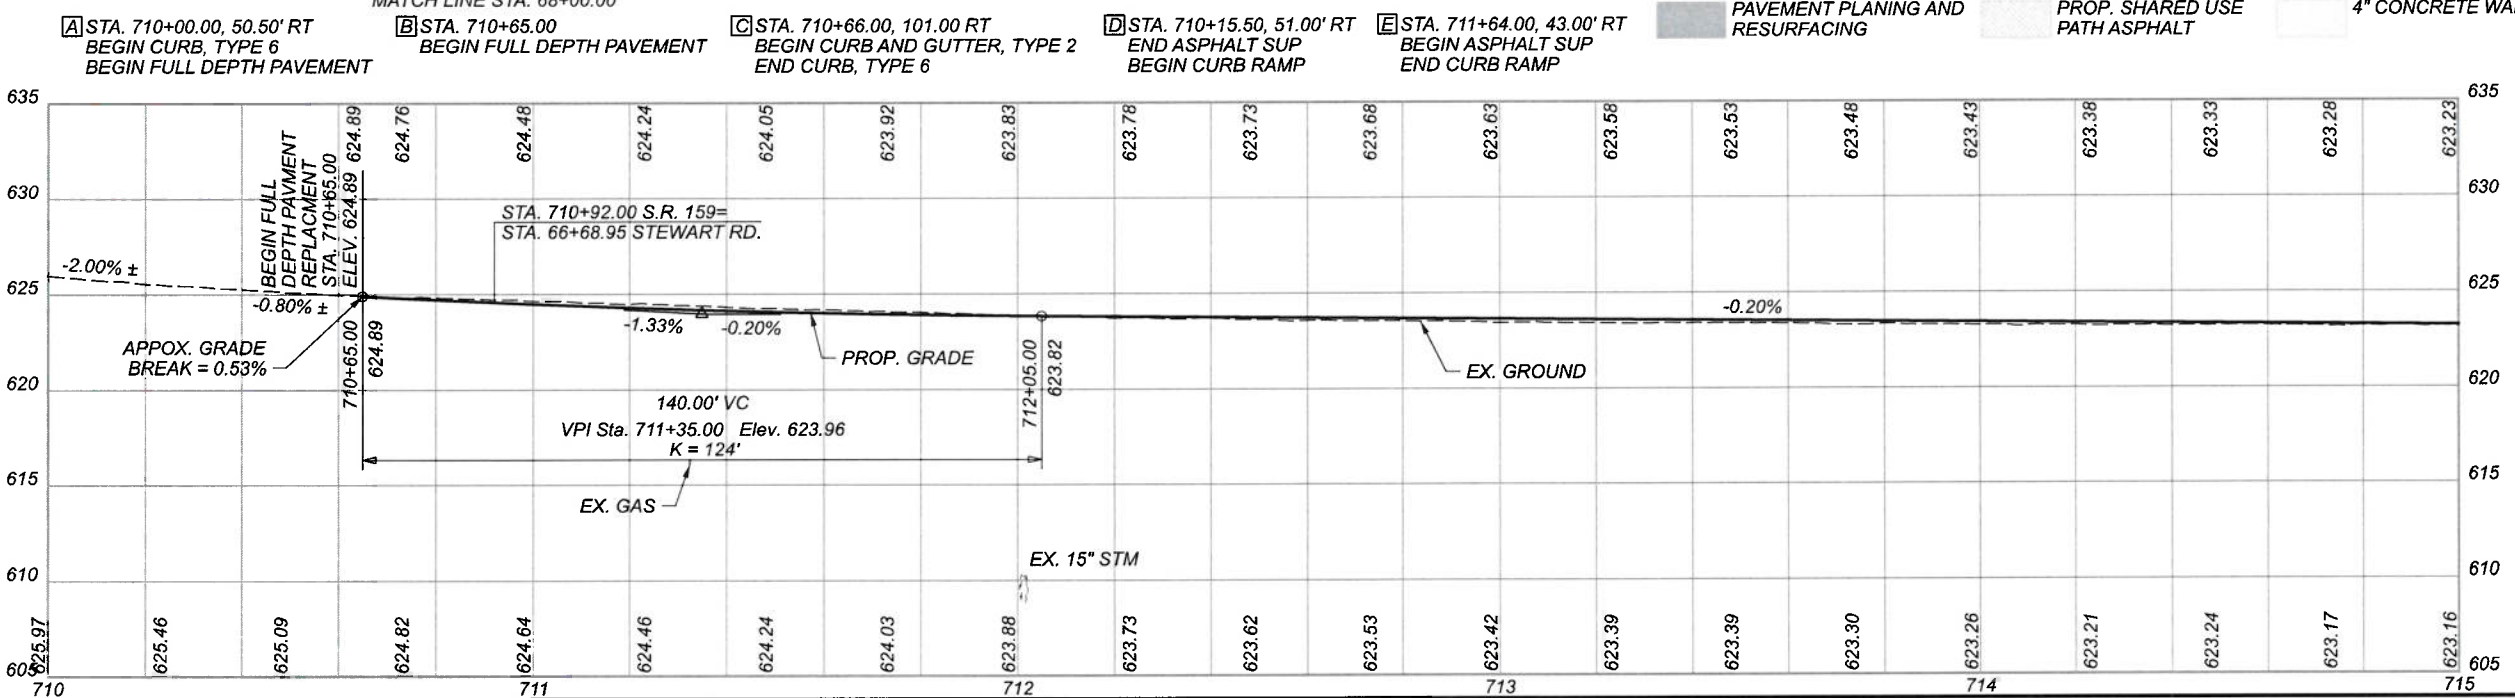 MATCH LINE STA. 68+00.00
A STA. 710+00.00, 50.50' RT
BEGIN CURB, TYPE 6
BEGIN FULL DEPTH PAVEMENT
B STA. 710+65.00
BEGIN FULL DEPTH PAVEMENT
C STA. 710+66.00, 101.00 RT
BEGIN CURB AND GUTTER, TYPE 2
END CURB, TYPE 6
D STA. 710+15.50, 51.00' RT
END ASPHALT SUP
BEGIN CURB RAMP
E STA. 711+64.00, 43.00' RT
BEGIN ASPHALT SUP
END CURB RAMP
PAVEMENT PLANING AND
RESURFACING
PROP. SHARED USE
PATH ASPHALT
4" CONCRETE
635
630
625
620
615
610
605
624.89
624.76
624.48
624.24
624.05
623.92
623.83
623.78
623.73
623.68
623.63
623.58
623.53
623.48
623.43
623.38
623.33
623.28
623.23
635
630
625
620
615
610
605
BEGIN FULL
DEPTH PAVMENT
REPLACMENT
STA. 710+65.00
ELEV. 624.89
STA. 710+92.00 S.R. 159=
STA. 66+68.95 STEWART RD.
-2.00% ±
-0.80% ±
-1.33%
-0.20%
-0.20%
APPOX. GRADE
BREAK = 0.53%
710+65.00
624.89
PROP. GRADE
EX. GROUND
712+05.00
623.82
140.00' VC
VPI Sta. 711+35.00 Elev. 623.96
K = 124'
EX. GAS
EX. 15" STM
625.97
625.46
625.09
624.82
624.64
624.46
624.24
624.03
623.88
623.73
623.62
623.53
623.42
623.39
623.39
623.30
623.26
623.21
623.24
623.17
623.16
710
711
712
713
714
715